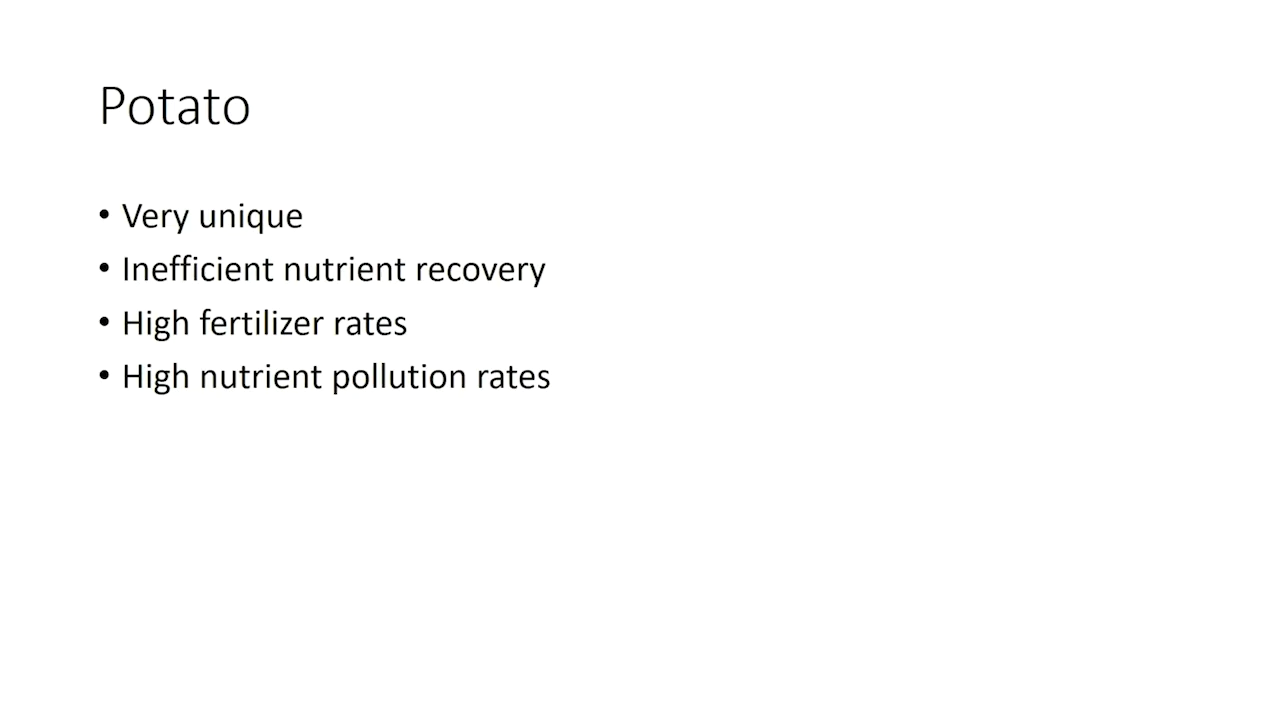 Potato
• Very unique
• Inefficient nutrient recovery
• High fertilizer rates
• High nutrient pollution rates